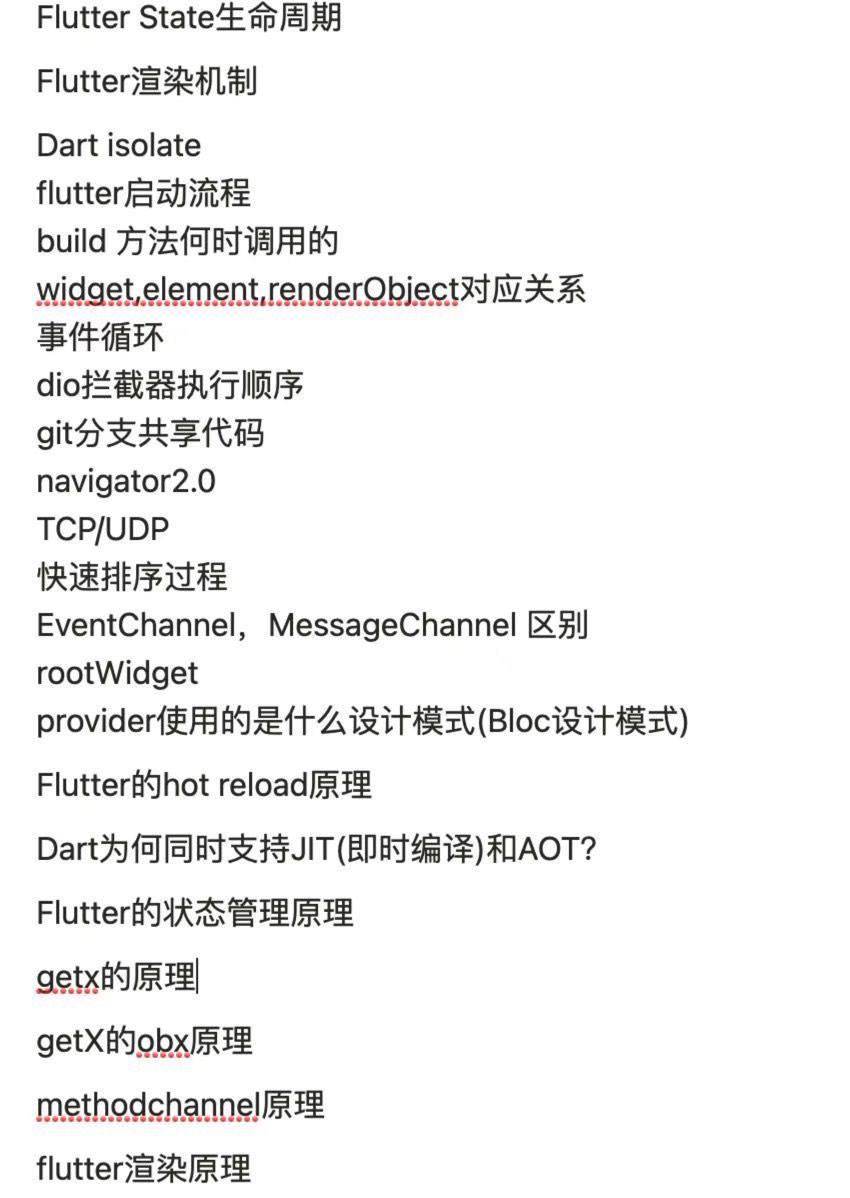 Flutter State生命周期
Flutter渲染机制
Dart isolate
flutter启动流程
build 方法何时调用的
widget,element,renderObject对应关系
事件循环
dio拦截器执行顺序
git分支共享代码
navigator2.0
TCP/UDP
快速排序过程
EventChannel，MessageChannel 区别
rootWidget
provider使用的是什么设计模式(Bloc设计模式)
Flutter的hot reload原理
Dart为何同时支持JIT(即时编译)和AOT?
Flutter的状态管理原理
getx的原理
getX的obx原理
methodchannel原理
flutter渲染原理